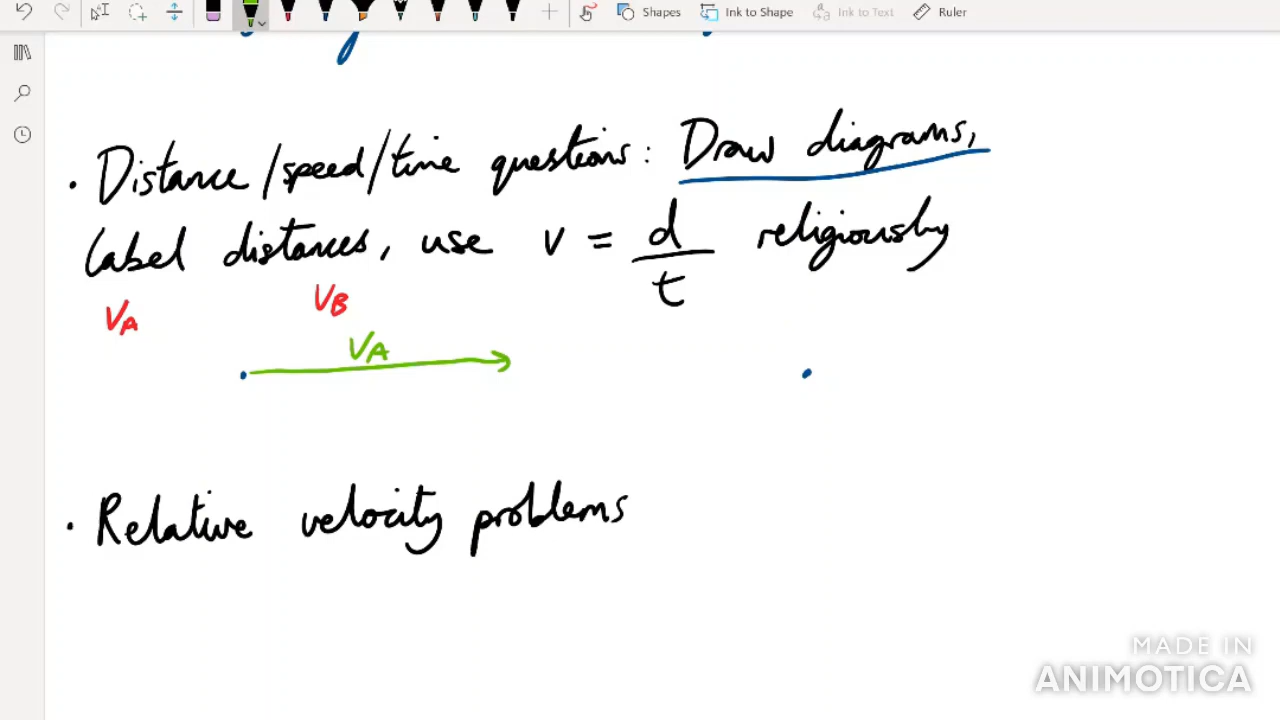 Shapes Ink to Shape Ink to Text Ruler
• Distance/speed/time questions: Draw diagrams,
label distances, use v = d/t religiously
VA VB
VA
• Relative velocity problems
MADE IN
ANIMOTICA